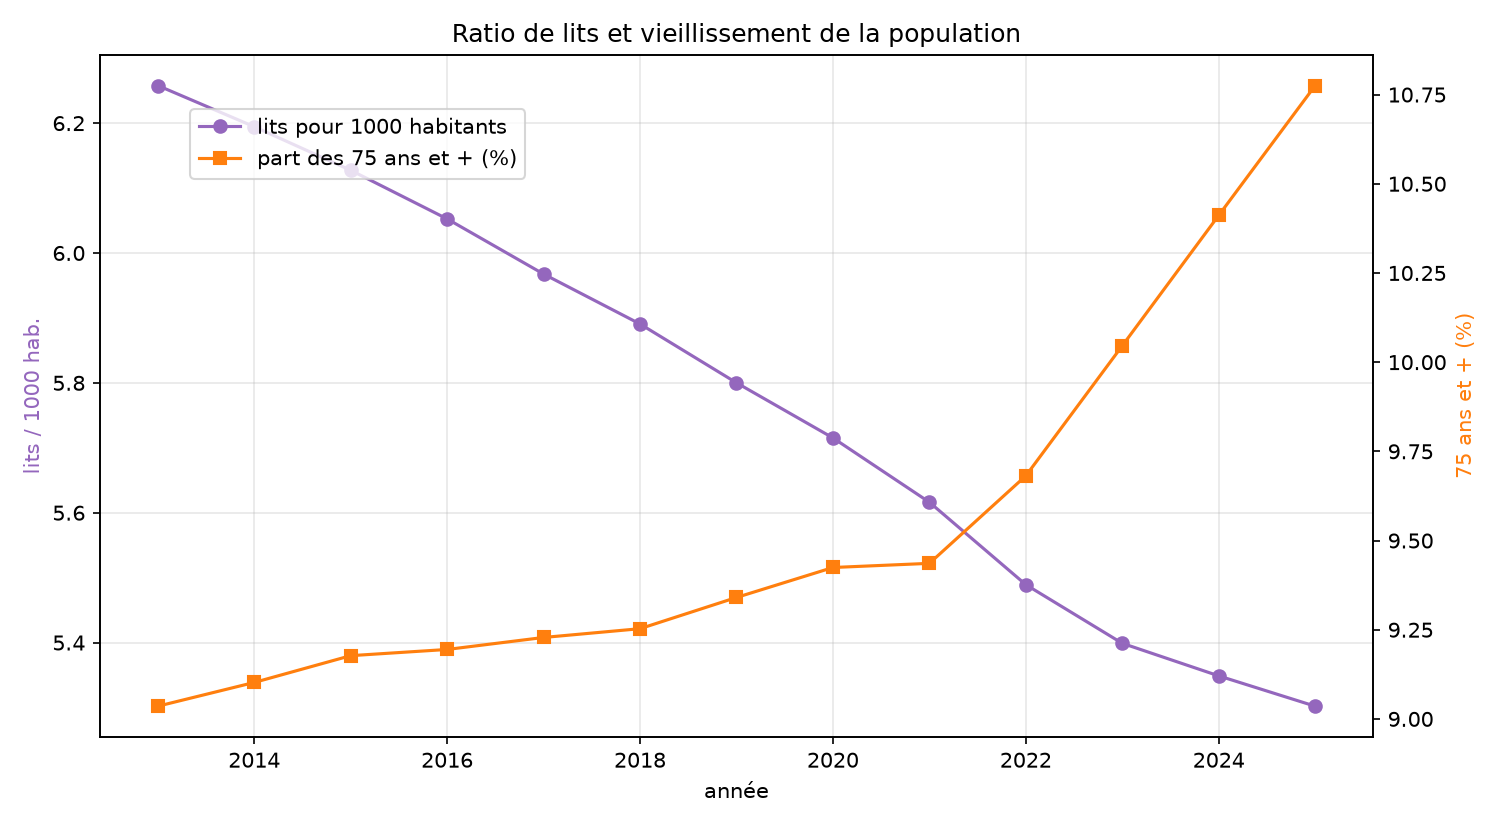 Ratio de lits et vieillissement de la population
lits pour 1000 habitants
part des 75 ans et + (%)
lits / 1000 hab.
6.2
6.0
5.8
5.6
5.4
75 ans et + (%)
10.75
10.50
10.25
10.00
9.75
9.50
9.25
9.00
2014 2016 2018 2020 2022 2024
année